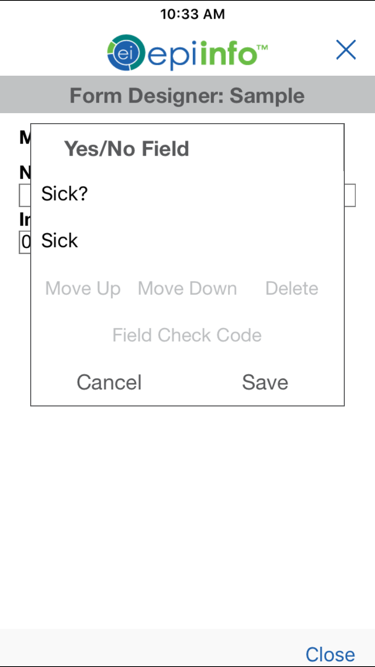 10:33 AM
ei epiinfo™
Form Designer: Sample
M
Yes/No Field
N
Sick?
In
0
Sick
Move Up Move Down Delete
Field Check Code
Cancel Save
Close